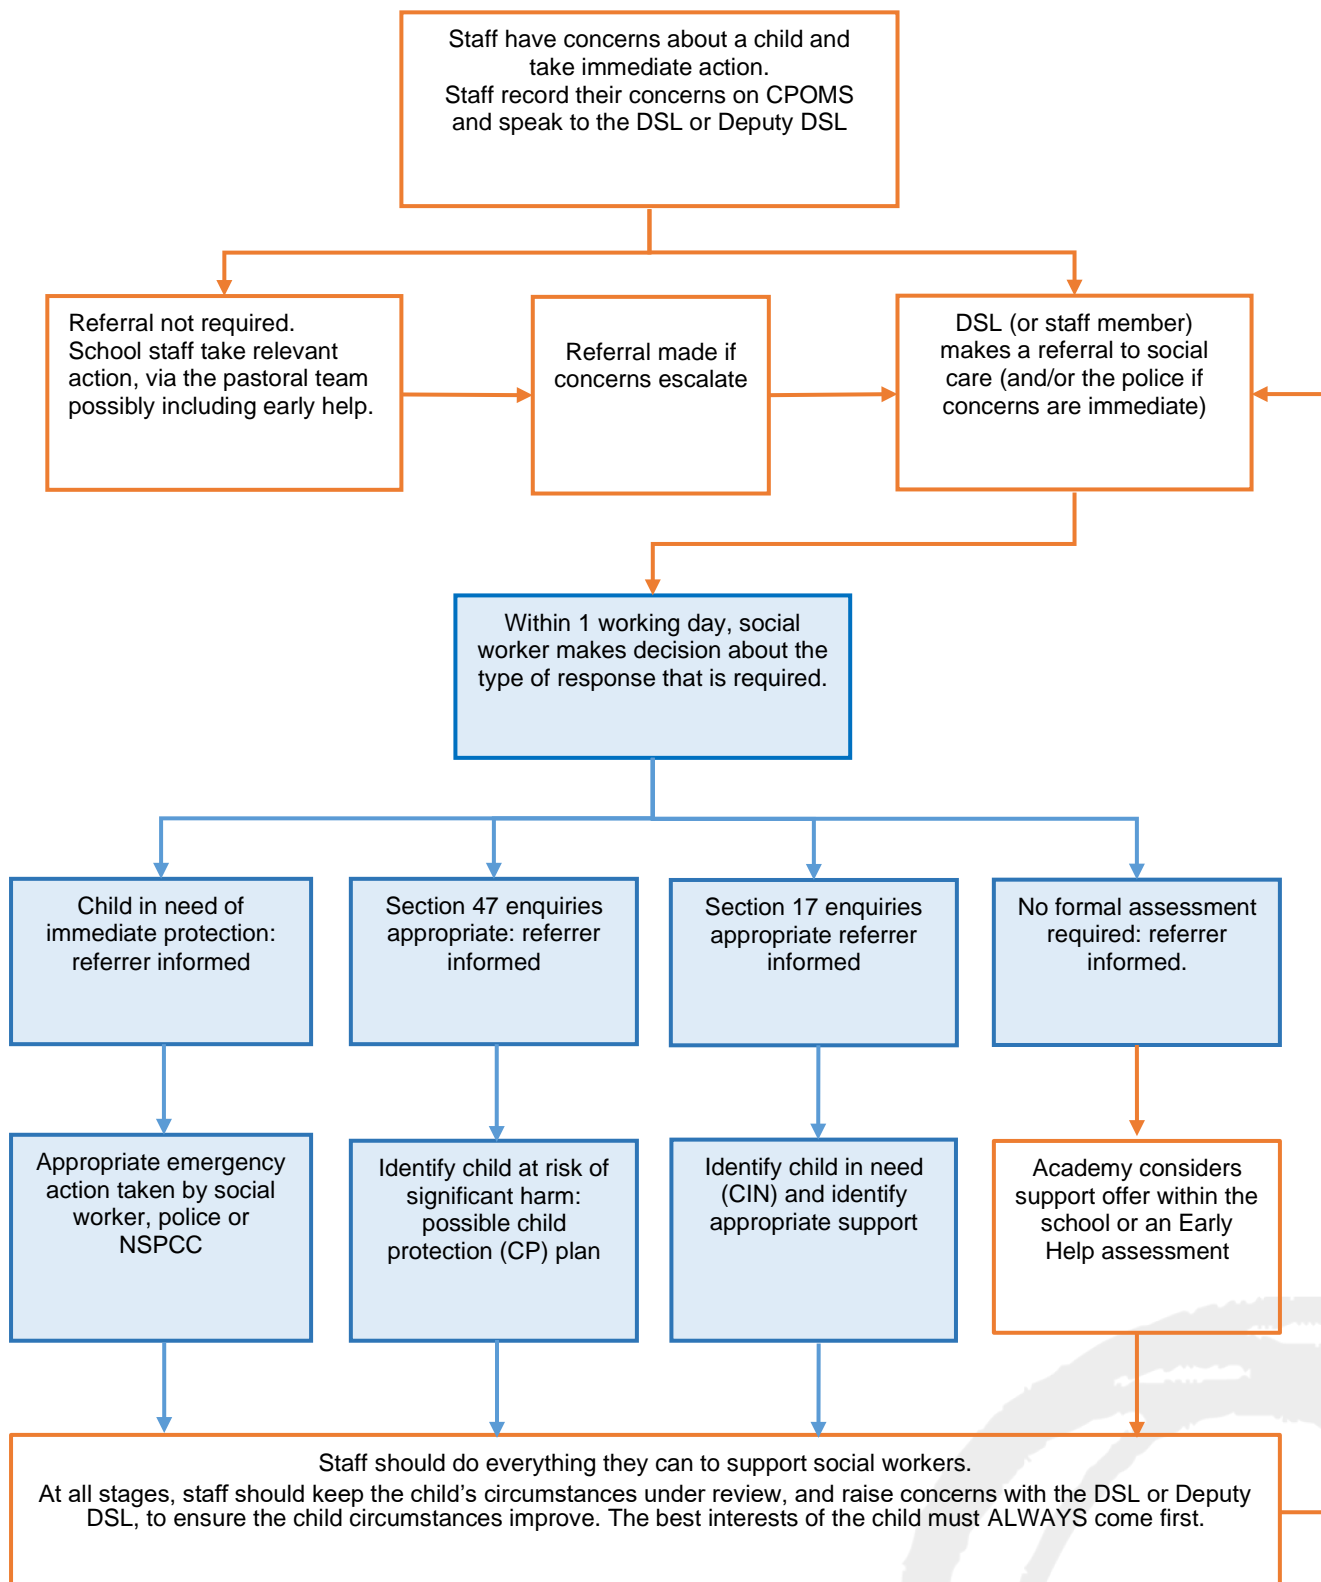 Staff have concerns about a child and
take immediate action.
Staff record their concerns on CPOMS
and speak to the DSL or Deputy DSL
Referral not required.
School staff take relevant
action, via the pastoral team
possibly including early help.
Referral made if
concerns escalate
DSL (or staff member)
makes a referral to social
care (and/or the police if
concerns are immediate)
Within 1 working day, social
worker makes decision about the
type of response that is required.
Child in need of
immediate protection:
referrer informed
Section 47 enquiries
appropriate: referrer
informed
Section 17 enquiries
appropriate referrer
informed
No formal assessment
required: referrer
informed.
Appropriate emergency
action taken by social
worker, police or
NSPCC
Identify child at risk of
significant harm:
possible child
protection (CP) plan
Identify child in need
(CIN) and identify
appropriate support
Academy considers
support offer within the
school or an Early
Help assessment
Staff should do everything they can to support social workers.
At all stages, staff should keep the child’s circumstances under review, and raise concerns with the DSL or Deputy
DSL, to ensure the child circumstances improve. The best interests of the child must ALWAYS come first.